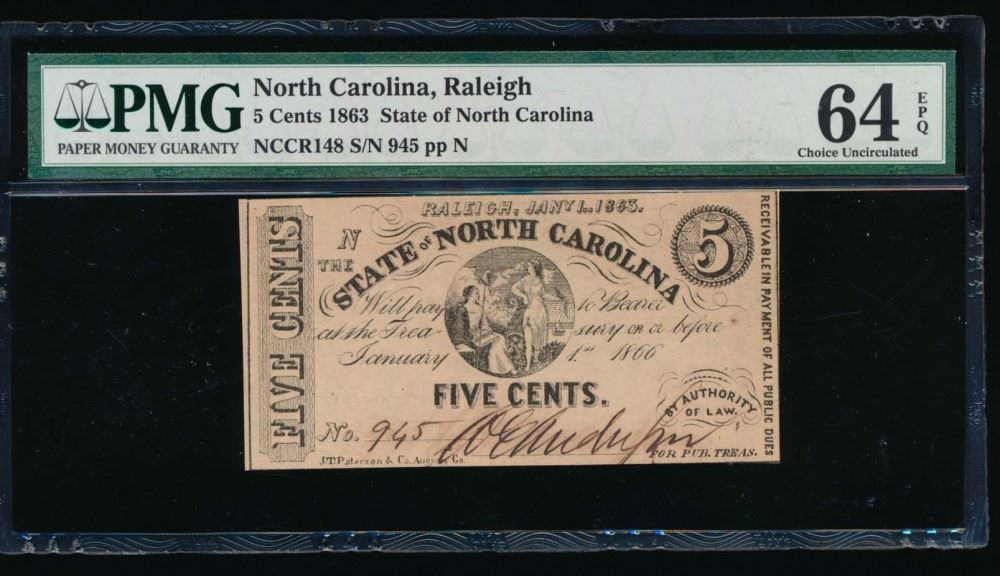 PMG
PAPER MONEY GUARANTY
North Carolina, Raleigh
5 Cents 1863 State of North Carolina
NCCR148 S/N 945 pp N
64 EPQ
Choice Uncirculated
RALEIGH, JANY 1.. 1863.
N
THE
STATE OF NORTH CAROLINA
5
Will pay to Bearer
at the Treasury on or before
January 1st 1866
FIVE CENTS.
BY AUTHORITY
OF LAW.
No. 945
J.T. Paterson & Co. Augusta Ga.
FOR PUB. TREAS.
FIVE CENTS
RECEIVABLE IN PAYMENT OF ALL PUBLIC DUES